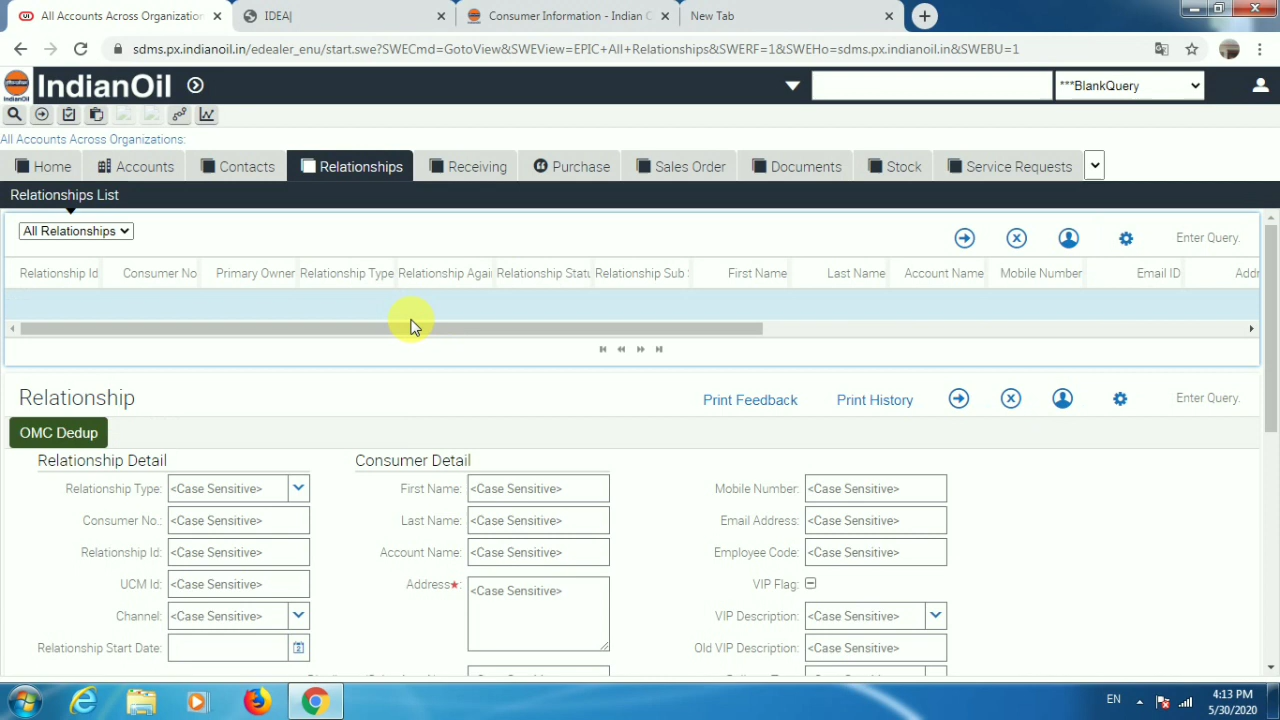 All Accounts Across Organization
IDEA|
Consumer Information - Indian
New Tab
sdms.px.indianoil.in/edealer_enu/start.swe?SWECmd=GotoView&SWEView=EPIC+All+Relationships&SWERF=1&SWEHo=sdms.px.indianoil.in&SWEBU=1
IndianOil
***BlankQuery
All Accounts Across Organizations:
Home Accounts Contacts Relationships Receiving Purchase Sales Order Documents Stock Service Requests
Relationships List
All Relationships
Enter Query.
Relationship Id Consumer No Primary Owner Relationship Type Relationship Agai Relationship Statu Relationship Sub First Name Last Name Account Name Mobile Number Email ID Addr
Relationship
Print Feedback Print History
Enter Query.
OMC Dedup
Relationship Detail Consumer Detail
Relationship Type: <Case Sensitive> First Name: <Case Sensitive> Mobile Number: <Case Sensitive>
Consumer No.: <Case Sensitive> Last Name: <Case Sensitive> Email Address: <Case Sensitive>
Relationship Id: <Case Sensitive> Account Name: <Case Sensitive> Employee Code: <Case Sensitive>
UCM Id: <Case Sensitive> Address★: <Case Sensitive> VIP Flag:
Channel: <Case Sensitive> VIP Description: <Case Sensitive>
Relationship Start Date: Old VIP Description: <Case Sensitive>
EN
4:13 PM
5/30/2020